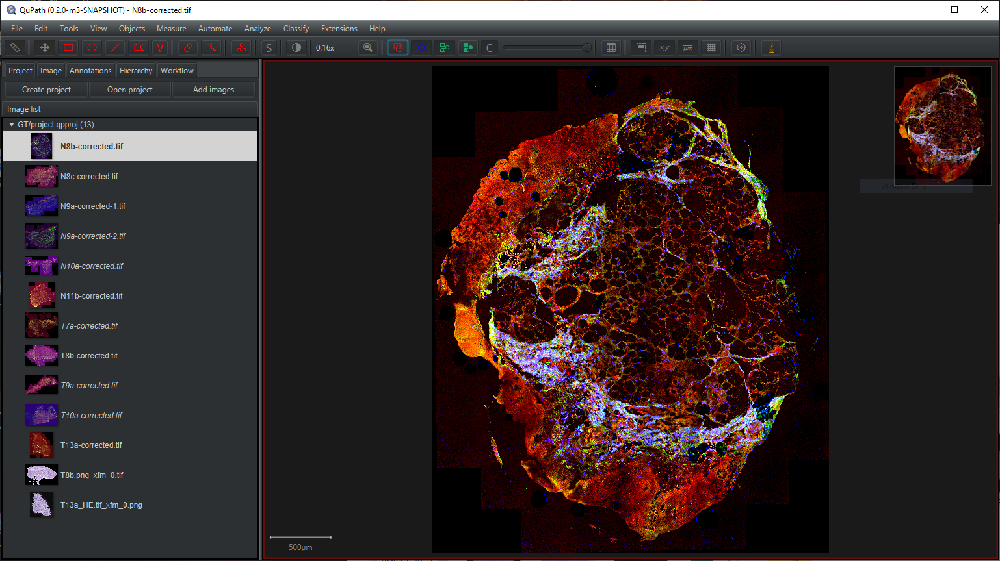 QuPath (0.2.0-m3-SNAPSHOT) - N8b-corrected.tif
File Edit Tools View Objects Measure Automate Analyze Classify Extensions Help
V S 0.16x C x,y μm
Project Image Annotations Hierarchy Workflow
Create project Open project Add images
Image list
GT/project.qpproj (13)
N8b-corrected.tif
N8c-corrected.tif
N9a-corrected-1.tif
N9a-corrected-2.tif
N10a-corrected.tif
N11b-corrected.tif
T7a-corrected.tif
T8b-corrected.tif
T9a-corrected.tif
T10a-corrected.tif
T13a-corrected.tif
T8b.png_xfm_0.tif
T13a_HE.tif_xfm_0.png
Window Snip
500μm